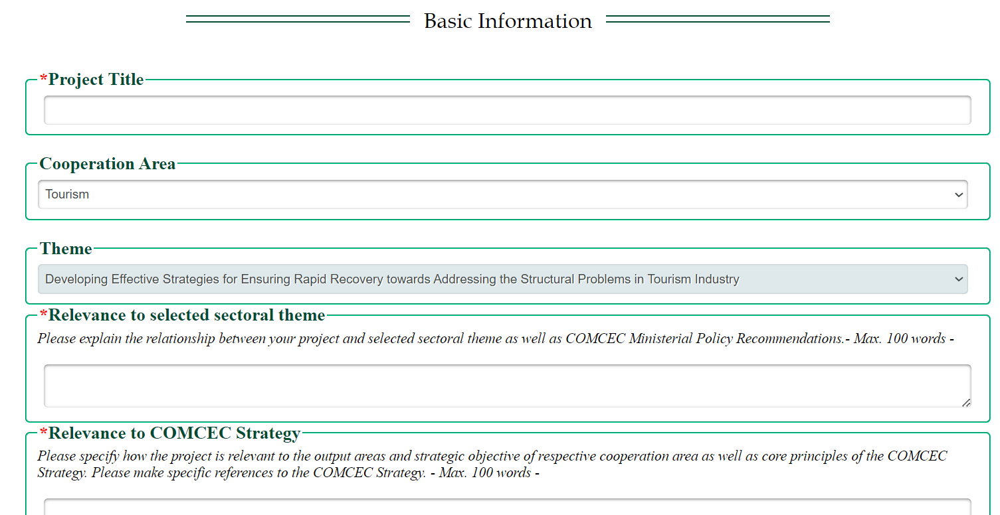 Basic Information
*Project Title
Cooperation Area
Tourism
Theme
Developing Effective Strategies for Ensuring Rapid Recovery towards Addressing the Structural Problems in Tourism Industry
*Relevance to selected sectoral theme
Please explain the relationship between your project and selected sectoral theme as well as COMCEC Ministerial Policy Recommendations.- Max. 100 words -
*Relevance to COMCEC Strategy
Please specify how the project is relevant to the output areas and strategic objective of respective cooperation area as well as core principles of the COMCEC
Strategy. Please make specific references to the COMCEC Strategy. - Max. 100 words -